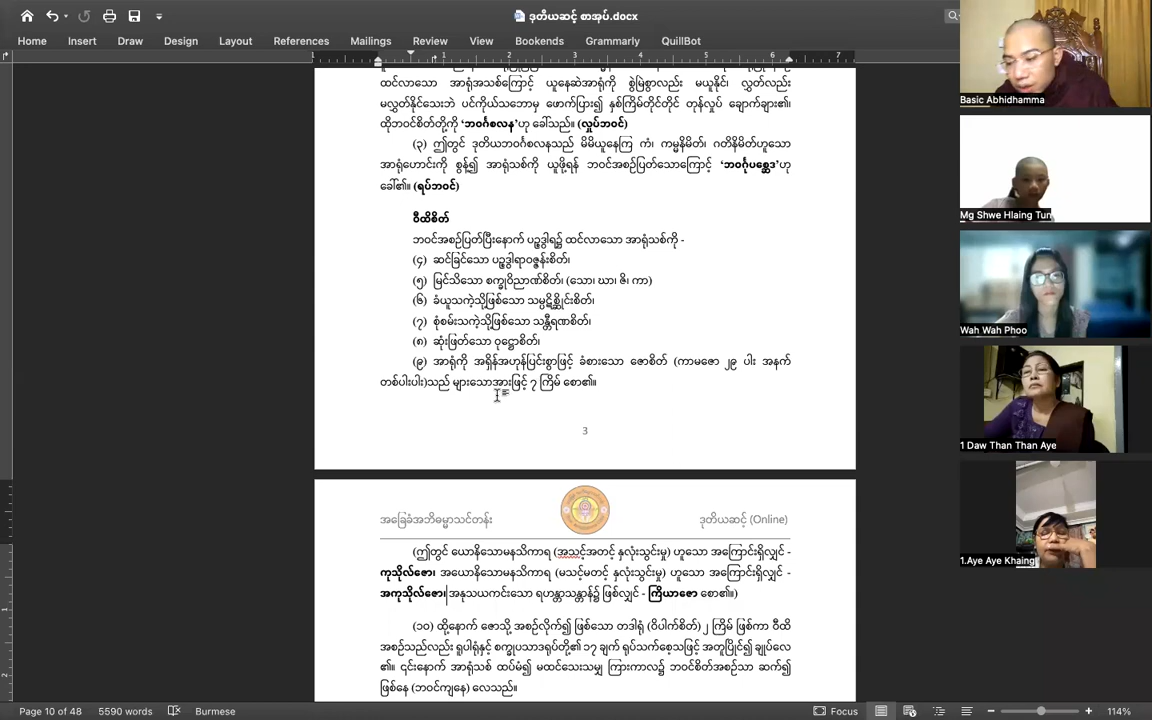 ဒုတိယဆင့် စာအုပ်.docx
Home Insert Draw Design Layout References Mailings Review View Bookends Grammarly QuillBot
1 1 2 3 4 5 6 7
ထင်လာသော အာရုံအသစ်ကြောင့် ယူနေဆဲအာရုံကို စွဲမြဲစွာလည်း မယူနိုင်၊ လွှတ်လည်း
မလွှတ်နိုင်သေးဘဲ ပင်ကိုယ်သဘောမှ ဖောက်ပြား၍ နှစ်ကြိမ်တိုင်တိုင် တုန်လှုပ် ချောက်ချား၏၊
ထိုဘဝင်စိတ်တို့ကို ‘ဘဝင်္ဂစလန’ဟု ခေါ်သည်။ (လှုပ်ဘဝင်)
(၃) ဤတွင် ဒုတိယဘဝင်္ဂစလနသည် မိမိယူနေကြ ကံ၊ ကမ္မနိမိတ်၊ ဂတိနိမိတ်ဟူသော
အာရုံဟောင်းကို စွန့်၍ အာရုံသစ်ကို ယူဖို့ရန် ဘဝင်အစဉ်ပြတ်သောကြောင့် ‘ဘဝင်္ဂုပစ္ဆေဒ’ဟု
ခေါ်၏။ (ရပ်ဘဝင်)
ဝီထိစိတ်
ဘဝင်အစဉ်ပြတ်ပြီးနောက် ပဉ္စဒွါရ၌ ထင်လာသော အာရုံသစ်ကို -
(၄) ဆင်ခြင်သော ပဉ္စဒွါရာဝဇ္ဇန်းစိတ်၊
(၅) မြင်သိသော စက္ခုဝိညာဏ်စိတ်၊ (သော၊ ဃာ၊ ဇိ၊ ကာ)
(၆) ခံယူသကဲ့သို့ဖြစ်သော သမ္ပဋိစ္ဆိုင်းစိတ်၊
(၇) စုံစမ်းသကဲ့သို့ဖြစ်သော သန္တီရဏစိတ်၊
(၈) ဆုံးဖြတ်သော ဝုဋ္ဌောစိတ်၊
(၉) အာရုံကို အရှိန်အဟုန်ပြင်းစွာဖြင့် ခံစားသော ဇောစိတ် (ကာမဇော ၂၉ ပါး အနက်
တစ်ပါးပါး)သည် များသောအားဖြင့် ၇ ကြိမ် စော၏။
3
အခြေခံအဘိဓမ္မာသင်တန်း ဒုတိယဆင့် (Online)
(ဤတွင် ယောနိသောမနသိကာရ (အသင့်အတင့် နှလုံးသွင်းမှု) ဟူသော အကြောင်းရှိလျှင် -
ကုသိုလ်ဇော၊ အယောနိသောမနသိကာရ (မသင့်မတင့် နှလုံးသွင်းမှု) ဟူသော အကြောင်းရှိလျှင် -
အကုသိုလ်ဇော၊ အနုသယကင်းသော ရဟန္တာသန္တာန်၌ ဖြစ်လျှင် - ကြိယာဇော စော၏။)
(၁၀) ထို့နောက် ဇောသို့ အစဉ်လိုက်၍ ဖြစ်သော တဒါရုံ (ဝိပါက်စိတ်) ၂ ကြိမ် ဖြစ်ကာ ဝီထိ
အစဉ်သည်လည်း ရူပါရုံနှင့် စက္ခုပသာဒရုပ်တို့၏ ၁၇ ချက် ရုပ်သက်စေ့သဖြင့် အတူပြိုင်၍ ချုပ်လေ
၏။ ၎င်းနောက် အာရုံသစ် ထပ်မံ၍ မထင်သေးသမျှ ကြားကာလ၌ ဘဝင်စိတ်အစဉ်သာ ဆက်၍
ဖြစ်နေ (ဘဝင်ကျနေ) လေသည်။
Page 10 of 48 5590 words Burmese Focus 114%
Basic Abhidhamma
Mg Shwe Hlaing Tun
Wah Wah Phoo
1 Daw Than Than Aye
1.Aye Aye Khaing